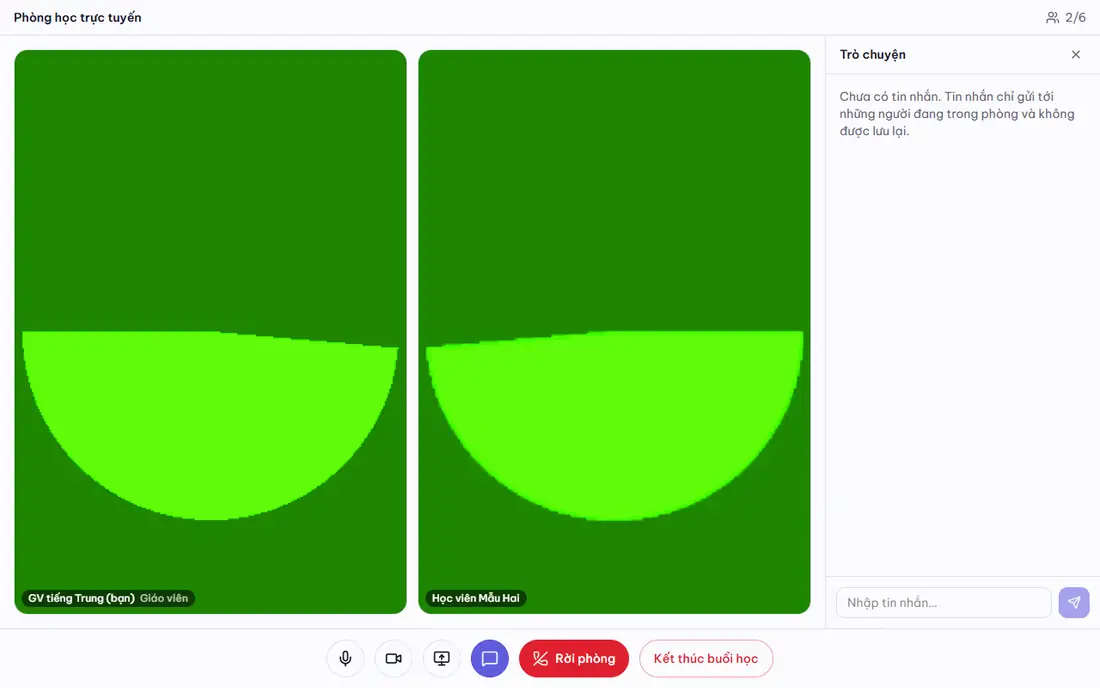 Phòng học trực tuyến
2/6
Trò chuyện
Chưa có tin nhắn. Tin nhắn chỉ gửi tới
những người đang trong phòng và không
được lưu lại.
GV tiếng Trung (bạn) Giáo viên
Học viên Mẫu Hai
Nhập tin nhắn...
Rời phòng
Kết thúc buổi học